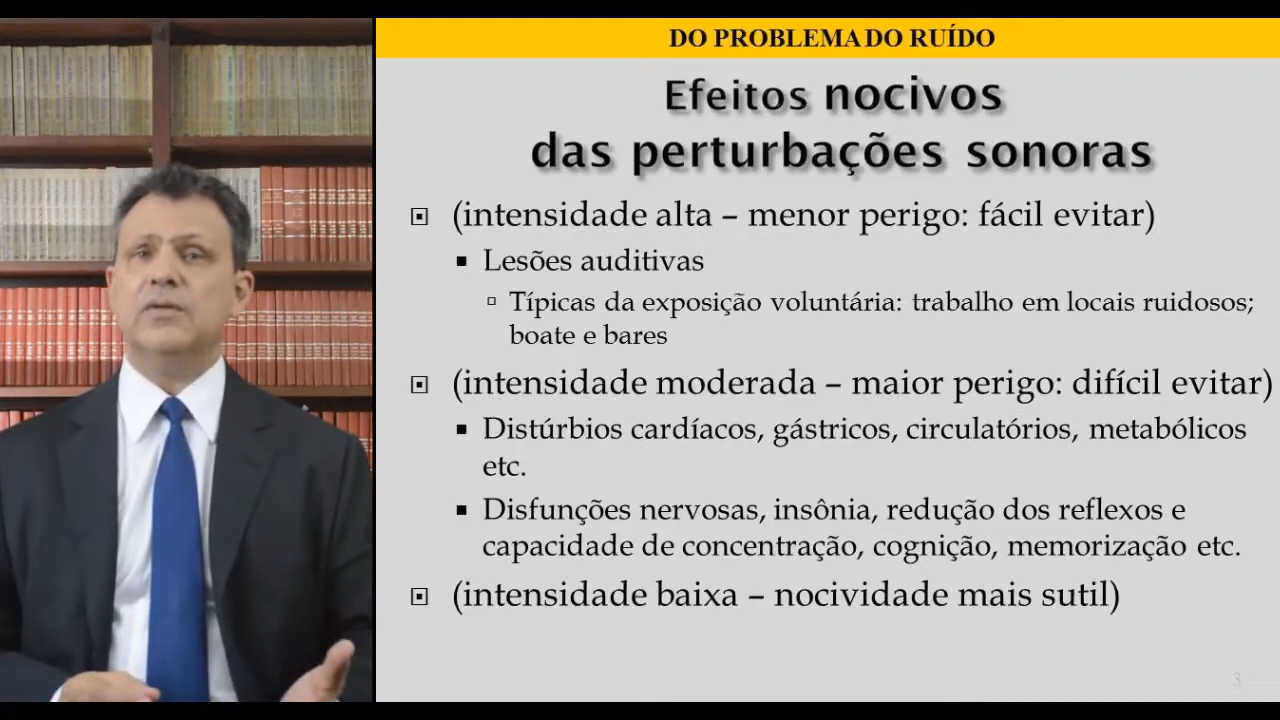 DO PROBLEMA DO RUÍDO
Efeitos nocivos
das perturbações sonoras
(intensidade alta – menor perigo: fácil evitar)
Lesões auditivas
Típicas da exposição voluntária: trabalho em locais ruidosos;
boate e bares
(intensidade moderada – maior perigo: difícil evitar)
Distúrbios cardíacos, gástricos, circulatórios, metabólicos
etc.
Disfunções nervosas, insônia, redução dos reflexos e
capacidade de concentração, cognição, memorização etc.
(intensidade baixa – nocividade mais sutil)
3